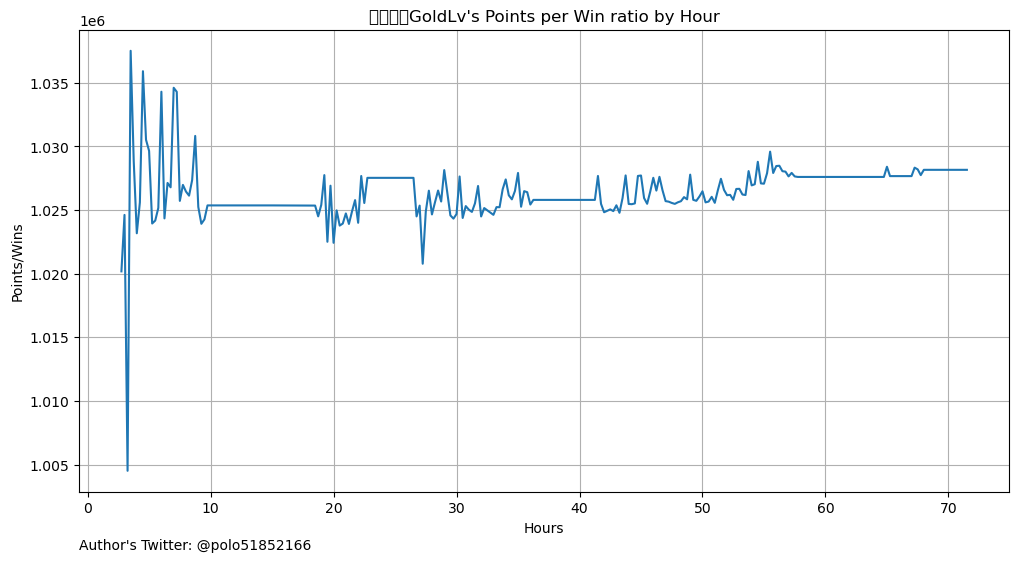 GoldLv's Points per Win ratio by Hour
1e6
1.035
1.030
1.025
1.020
1.015
1.010
1.005
Points/Wins
0 10 20 30 40 50 60 70
Hours
Author's Twitter: @polo51852166